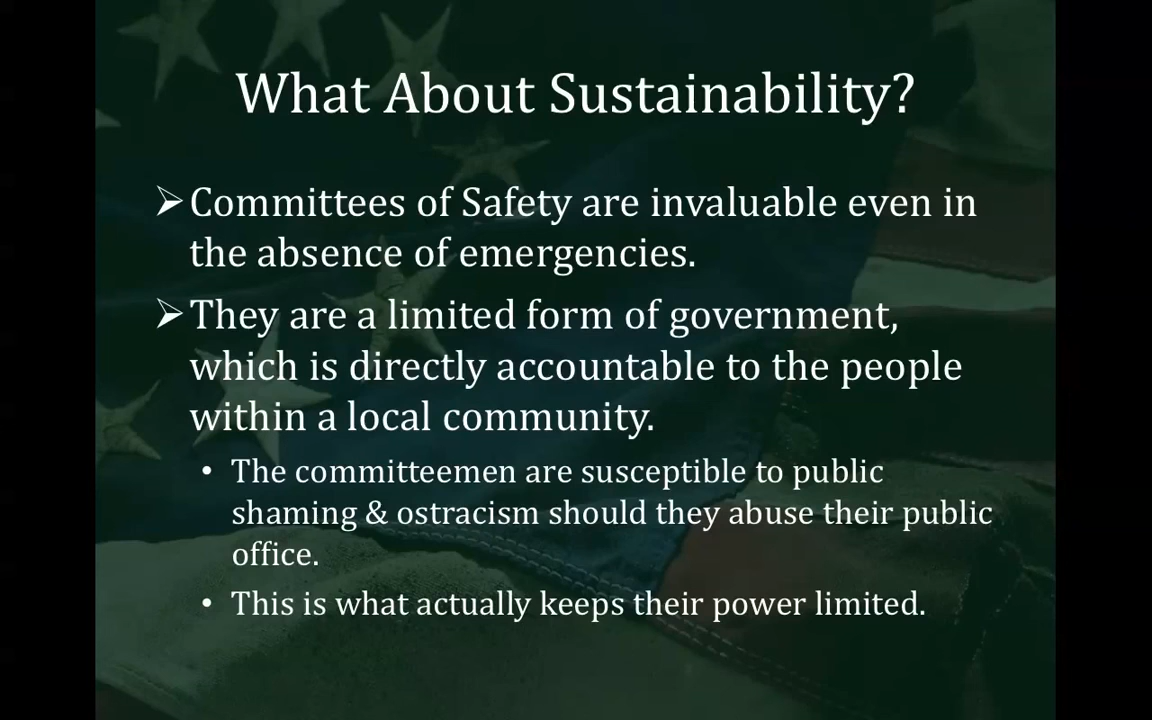 What About Sustainability?
➢Committees of Safety are invaluable even in
the absence of emergencies.
➢They are a limited form of government,
which is directly accountable to the people
within a local community.
• The committeemen are susceptible to public
shaming & ostracism should they abuse their public
office.
• This is what actually keeps their power limited.